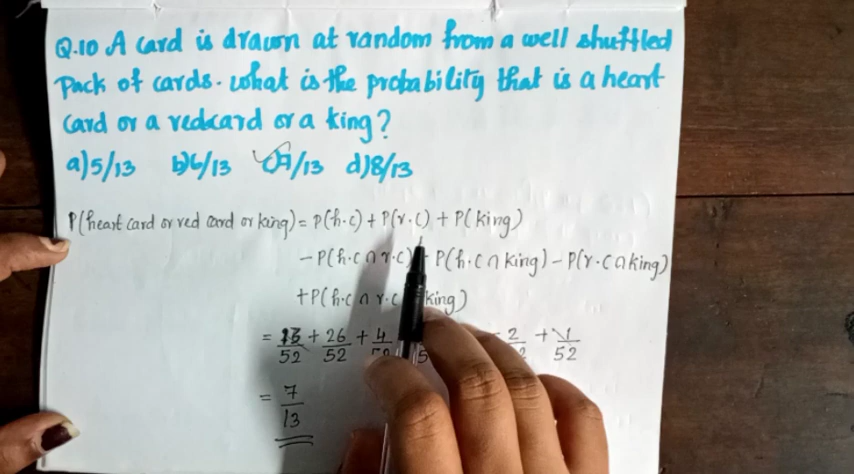 Q.10 A card is drawn at random from a well shuffled
Pack of cards. what is the probability that is a heart
card or a redcard or a king?
a) 5/13 b) 6/13 c) 7/13 d) 8/13
P(heart card or red card or king) = P(h.c) + P(r.c) + P(king)
- P(h.c ∩ r.c) - P(h.c ∩ king) - P(r.c ∩ king)
+ P(h.c ∩ r.c king)
= 13/52 + 26/52 + 4/52 - 2 + 1/52
= 7/13